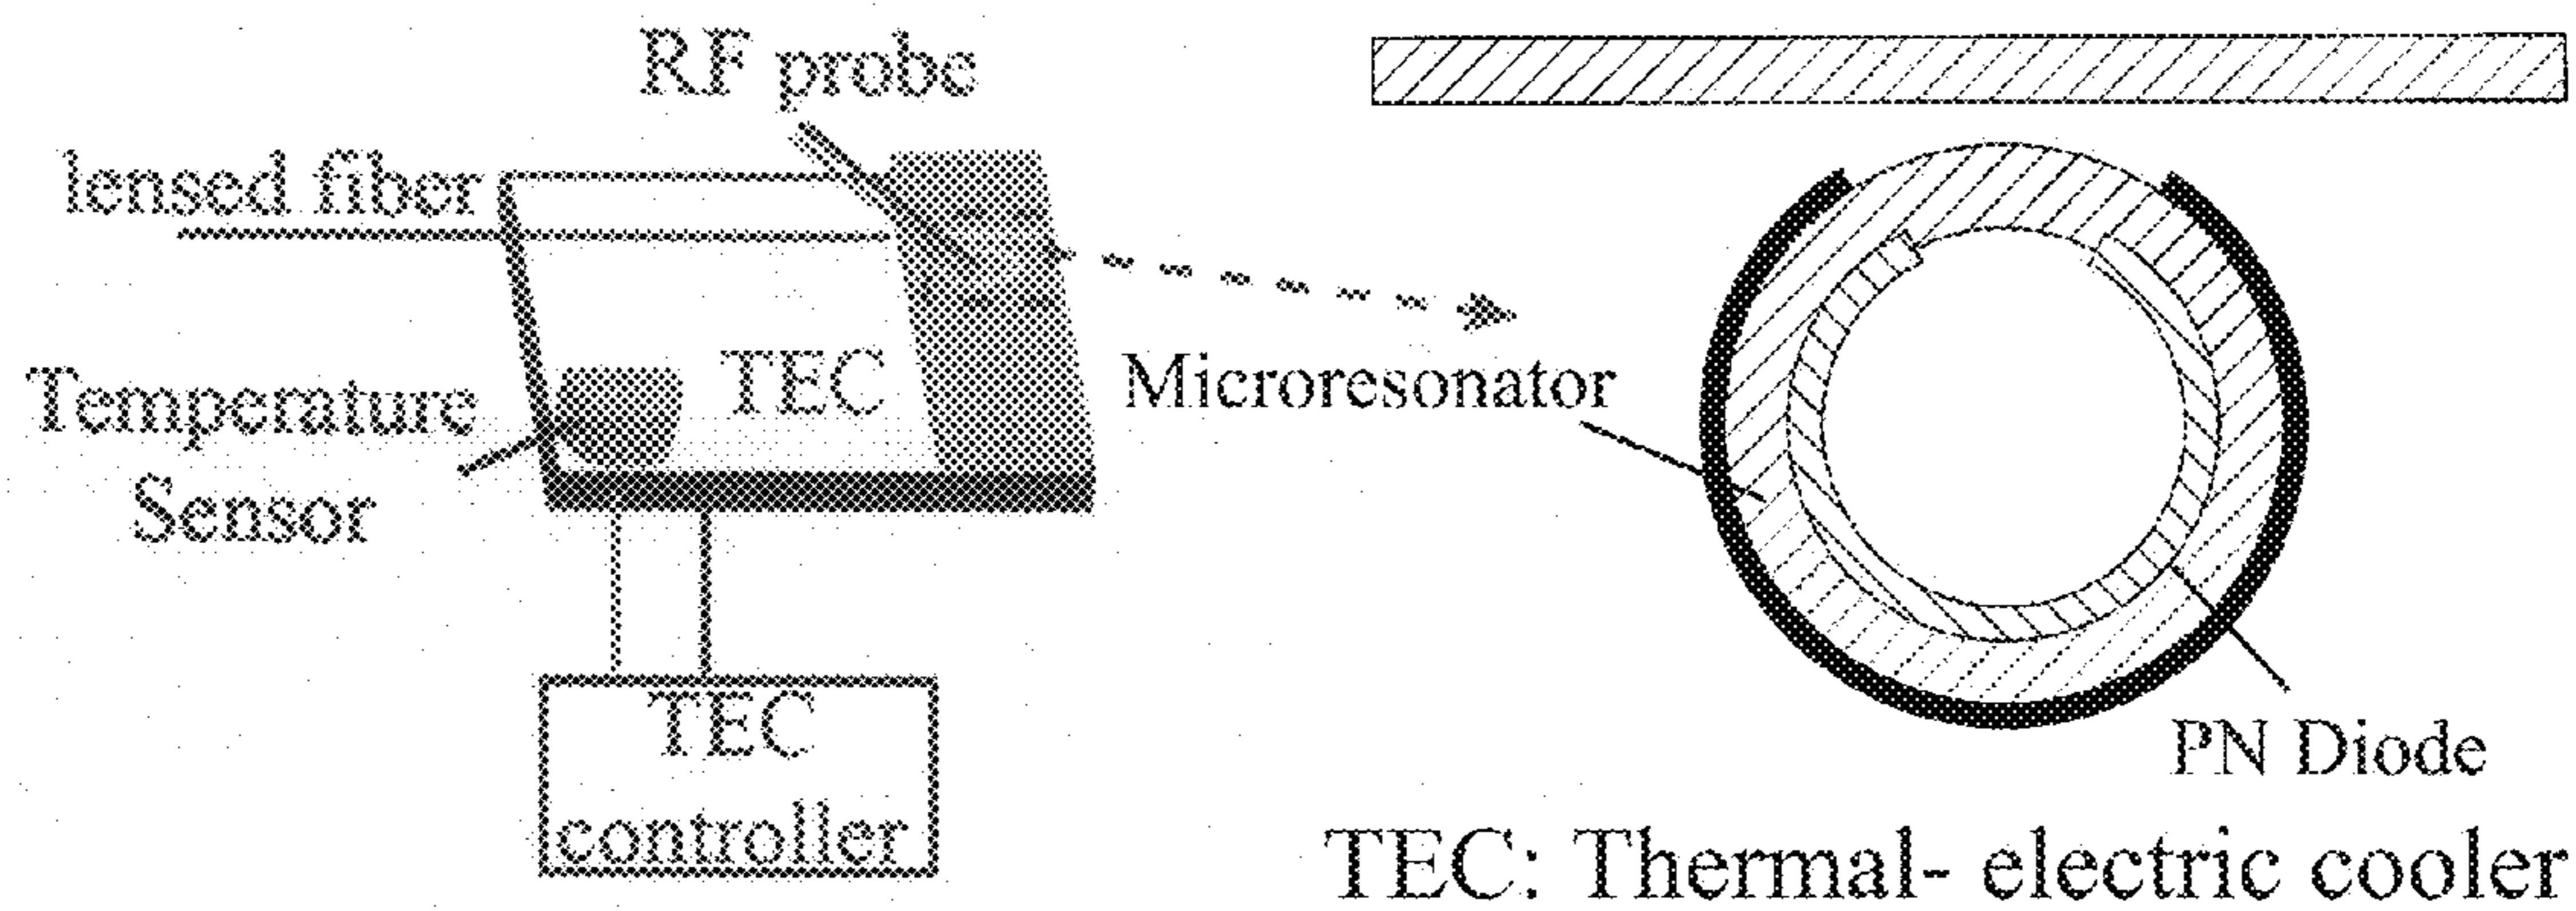 RF probe
lensed fiber
Temperature
Sensor
TEC
TEC
controller
Microresonator
PN Diode
TEC: Thermal- electric cooler